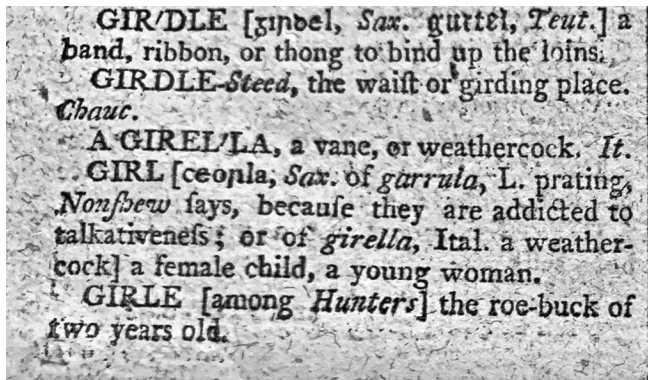 GIR'DLE [ᵹıꞃꝺel, Sax. gurtel, Teut.] a
band, ribbon, or thong to bind up the loins.
GIRDLE-Steed, the waiſt or girding place.
Chauc.
A GIREL'LA, a vane, or weathercock. It.
GIRL [ceoꞃla, Sax. of garrula, L. prating,
Nonſhew ſays, becauſe they are addicted to
talkativeneſs; or of girella, Ital. a weather-
cock] a female child, a young woman.
GIRLE [among Hunters] the roe-buck of
two years old.